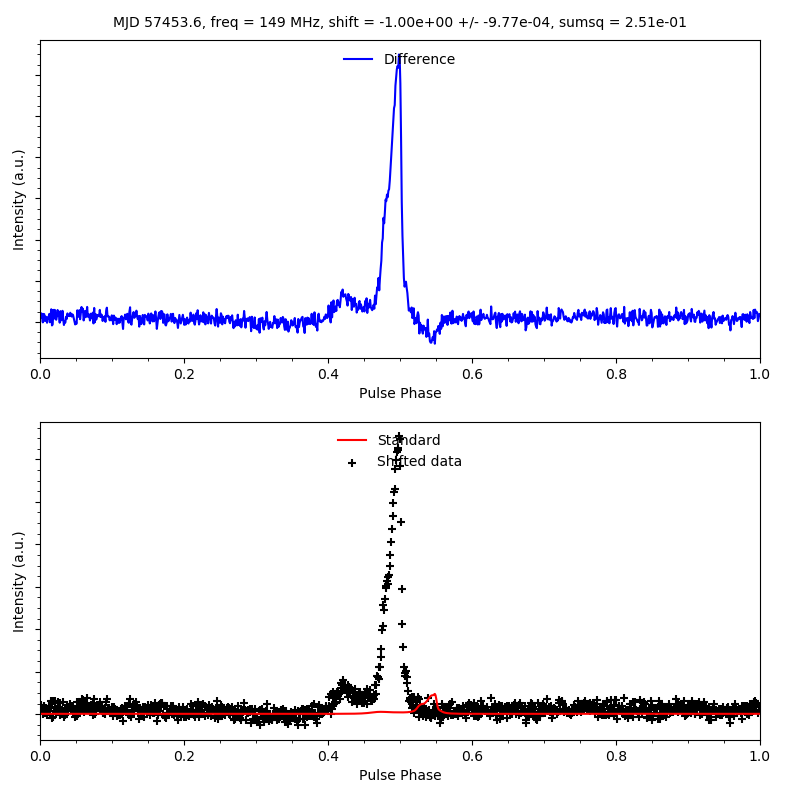 MJD 57453.6, freq = 149 MHz, shift = -1.00e+00 +/- -9.77e-04, sumsq = 2.51e-01
Difference
Intensity (a.u.)
0.0 0.2 0.4 0.6 0.8 1.0
Pulse Phase
Standard
Shifted data
Intensity (a.u.)
0.0 0.2 0.4 0.6 0.8 1.0
Pulse Phase